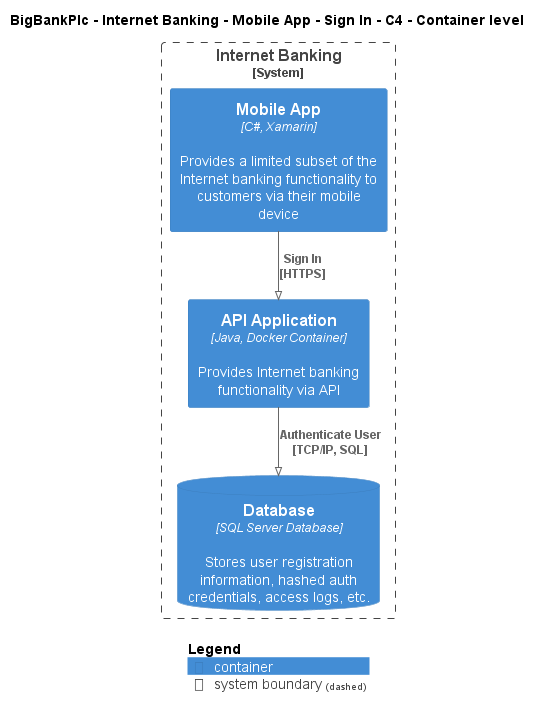 BigBankPlc - Internet Banking - Mobile App - Sign In - C4 - Container level
Internet Banking
[System]
Mobile App
[C#, Xamarin]
Provides a limited subset of the
Internet banking functionality to
customers via their mobile
device
Sign In
[HTTPS]
API Application
[Java, Docker Container]
Provides Internet banking
functionality via API
Authenticate User
[TCP/IP, SQL]
Database
[SQL Server Database]
Stores user registration
information, hashed auth
credentials, access logs, etc.
Legend
container
system boundary (dashed)